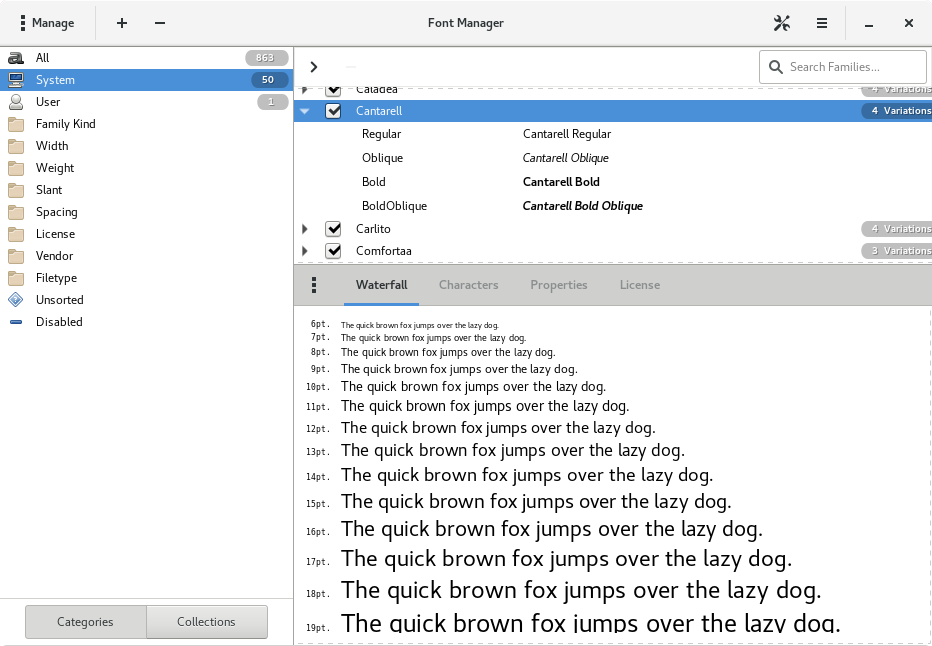 Manage
Font Manager
All 863
System 50
User 1
Family Kind
Width
Weight
Slant
Spacing
License
Vendor
Filetype
Unsorted
Disabled
Categories Collections
Search Families...
Caladea 4 Variations
Cantarell 4 Variations
Regular Cantarell Regular
Oblique Cantarell Oblique
Bold Cantarell Bold
BoldOblique Cantarell Bold Oblique
Carlito 4 Variations
Comfortaa 3 Variations
Waterfall Characters Properties License
6pt. The quick brown fox jumps over the lazy dog.
7pt. The quick brown fox jumps over the lazy dog.
8pt. The quick brown fox jumps over the lazy dog.
9pt. The quick brown fox jumps over the lazy dog.
10pt. The quick brown fox jumps over the lazy dog.
11pt. The quick brown fox jumps over the lazy dog.
12pt. The quick brown fox jumps over the lazy dog.
13pt. The quick brown fox jumps over the lazy dog.
14pt. The quick brown fox jumps over the lazy dog.
15pt. The quick brown fox jumps over the lazy dog.
16pt. The quick brown fox jumps over the lazy dog.
17pt. The quick brown fox jumps over the lazy dog.
18pt. The quick brown fox jumps over the lazy dog.
19pt. The quick brown fox jumps over the lazy dog.